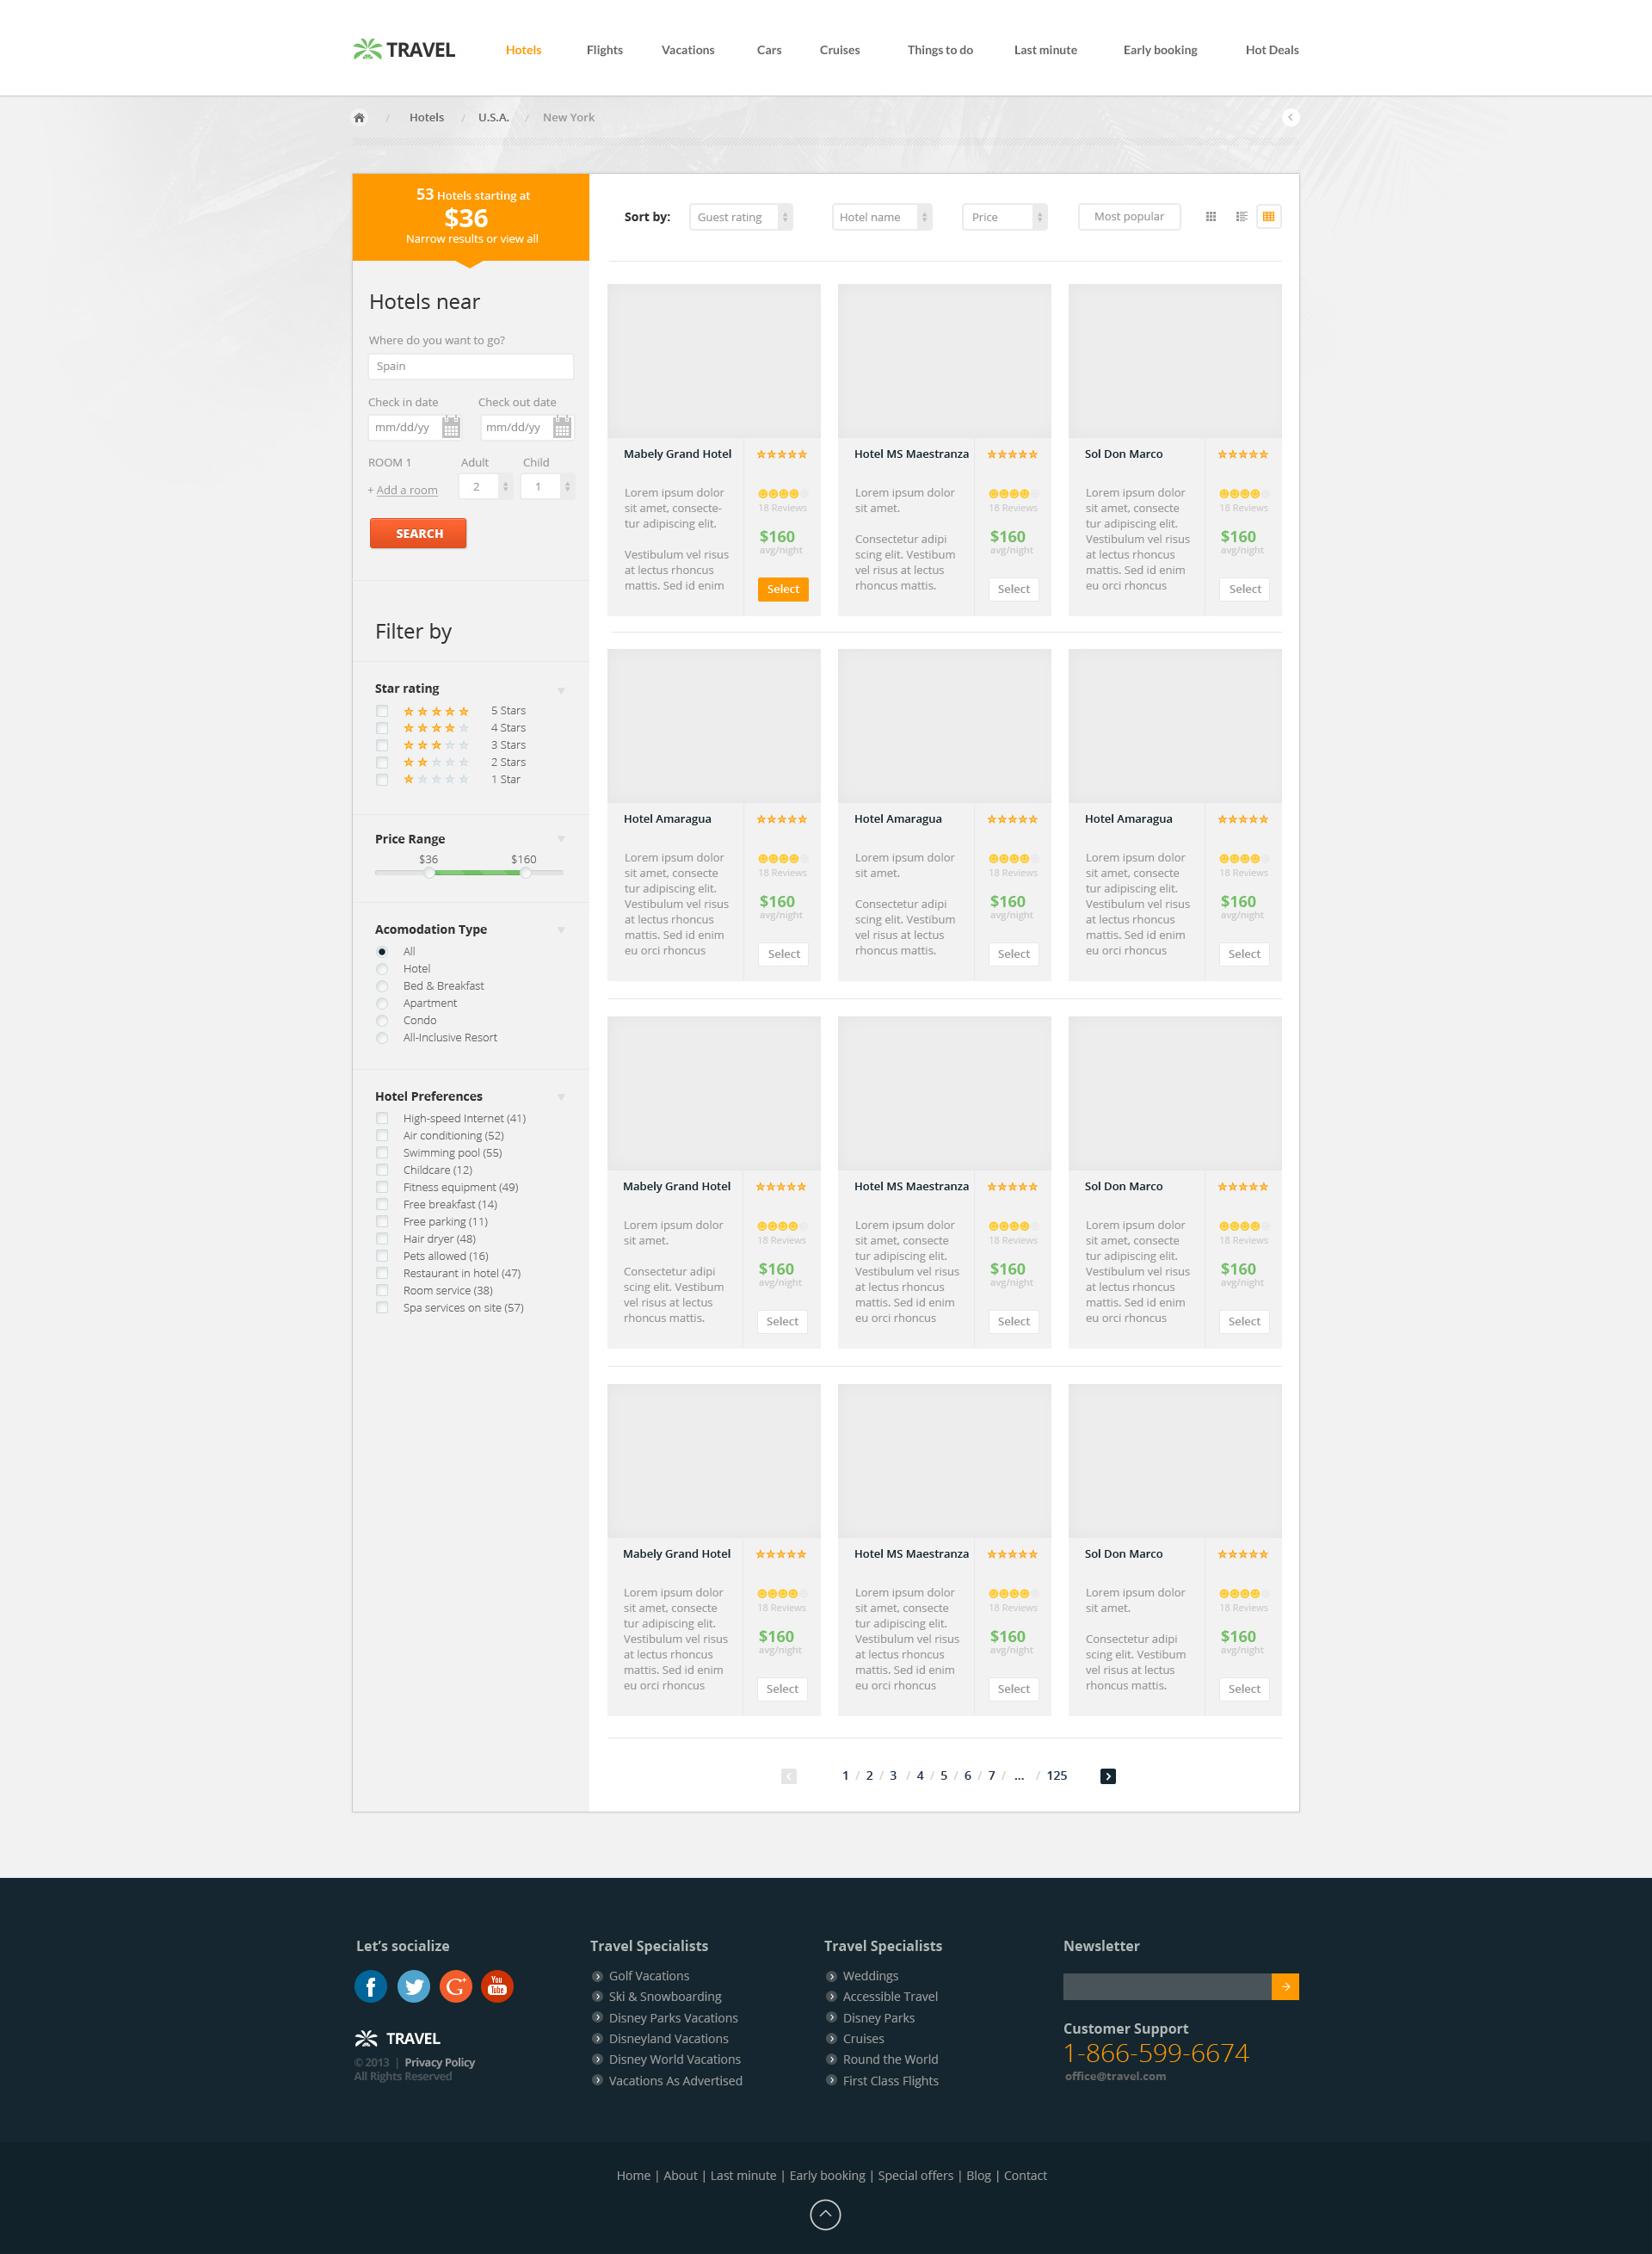 TRAVEL
Hotels Flights Vacations Cars Cruises Things to do Last minute Early booking Hot Deals
/ Hotels / U.S.A. / New York
53 Hotels starting at
$36
Narrow results or view all
Hotels near
Where do you want to go?
Spain
Check in date Check out date
mm/dd/yy mm/dd/yy
ROOM 1 Adult Child
+ Add a room 2 1
SEARCH
Filter by
Star rating
5 Stars
4 Stars
3 Stars
2 Stars
1 Star
Price Range
$36 $160
Acomodation Type
All
Hotel
Bed & Breakfast
Apartment
Condo
All-Inclusive Resort
Hotel Preferences
High-speed Internet (41)
Air conditioning (52)
Swimming pool (55)
Childcare (12)
Fitness equipment (49)
Free breakfast (14)
Free parking (11)
Hair dryer (48)
Pets allowed (16)
Restaurant in hotel (47)
Room service (38)
Spa services on site (57)
Sort by: Guest rating Hotel name Price Most popular
Mabely Grand Hotel
Lorem ipsum dolor
sit amet, consecte-
tur adipiscing elit.
Vestibulum vel risus
at lectus rhoncus
mattis. Sed id enim
18 Reviews
$160
avg/night
Select
Hotel MS Maestranza
Lorem ipsum dolor
sit amet.
Consectetur adipi
scing elit. Vestibum
vel risus at lectus
rhoncus mattis.
18 Reviews
$160
avg/night
Select
Sol Don Marco
Lorem ipsum dolor
sit amet, consecte
tur adipiscing elit.
Vestibulum vel risus
at lectus rhoncus
mattis. Sed id enim
eu orci rhoncus
18 Reviews
$160
avg/night
Select
Hotel Amaragua
Lorem ipsum dolor
sit amet, consecte
tur adipiscing elit.
Vestibulum vel risus
at lectus rhoncus
mattis. Sed id enim
eu orci rhoncus
18 Reviews
$160
avg/night
Select
Hotel Amaragua
Lorem ipsum dolor
sit amet.
Consectetur adipi
scing elit. Vestibum
vel risus at lectus
rhoncus mattis.
18 Reviews
$160
avg/night
Select
Hotel Amaragua
Lorem ipsum dolor
sit amet, consecte
tur adipiscing elit.
Vestibulum vel risus
at lectus rhoncus
mattis. Sed id enim
eu orci rhoncus
18 Reviews
$160
avg/night
Select
Mabely Grand Hotel
Lorem ipsum dolor
sit amet.
Consectetur adipi
scing elit. Vestibum
vel risus at lectus
rhoncus mattis.
18 Reviews
$160
avg/night
Select
Hotel MS Maestranza
Lorem ipsum dolor
sit amet, consecte
tur adipiscing elit.
Vestibulum vel risus
at lectus rhoncus
mattis. Sed id enim
eu orci rhoncus
18 Reviews
$160
avg/night
Select
Sol Don Marco
Lorem ipsum dolor
sit amet, consecte
tur adipiscing elit.
Vestibulum vel risus
at lectus rhoncus
mattis. Sed id enim
eu orci rhoncus
18 Reviews
$160
avg/night
Select
Mabely Grand Hotel
Lorem ipsum dolor
sit amet, consecte
tur adipiscing elit.
Vestibulum vel risus
at lectus rhoncus
mattis. Sed id enim
eu orci rhoncus
18 Reviews
$160
avg/night
Select
Hotel MS Maestranza
Lorem ipsum dolor
sit amet, consecte
tur adipiscing elit.
Vestibulum vel risus
at lectus rhoncus
mattis. Sed id enim
eu orci rhoncus
18 Reviews
$160
avg/night
Select
Sol Don Marco
Lorem ipsum dolor
sit amet.
Consectetur adipi
scing elit. Vestibum
vel risus at lectus
rhoncus mattis.
18 Reviews
$160
avg/night
Select
1 / 2 / 3 / 4 / 5 / 6 / 7 / ... / 125
Let’s socialize
f G+ You Tube
TRAVEL
© 2013 | Privacy Policy
All Rights Reserved
Travel Specialists
Golf Vacations
Ski & Snowboarding
Disney Parks Vacations
Disneyland Vacations
Disney World Vacations
Vacations As Advertised
Travel Specialists
Weddings
Accessible Travel
Disney Parks
Cruises
Round the World
First Class Flights
Newsletter
Customer Support
1-866-599-6674
office@travel.com
Home | About | Last minute | Early booking | Special offers | Blog | Contact